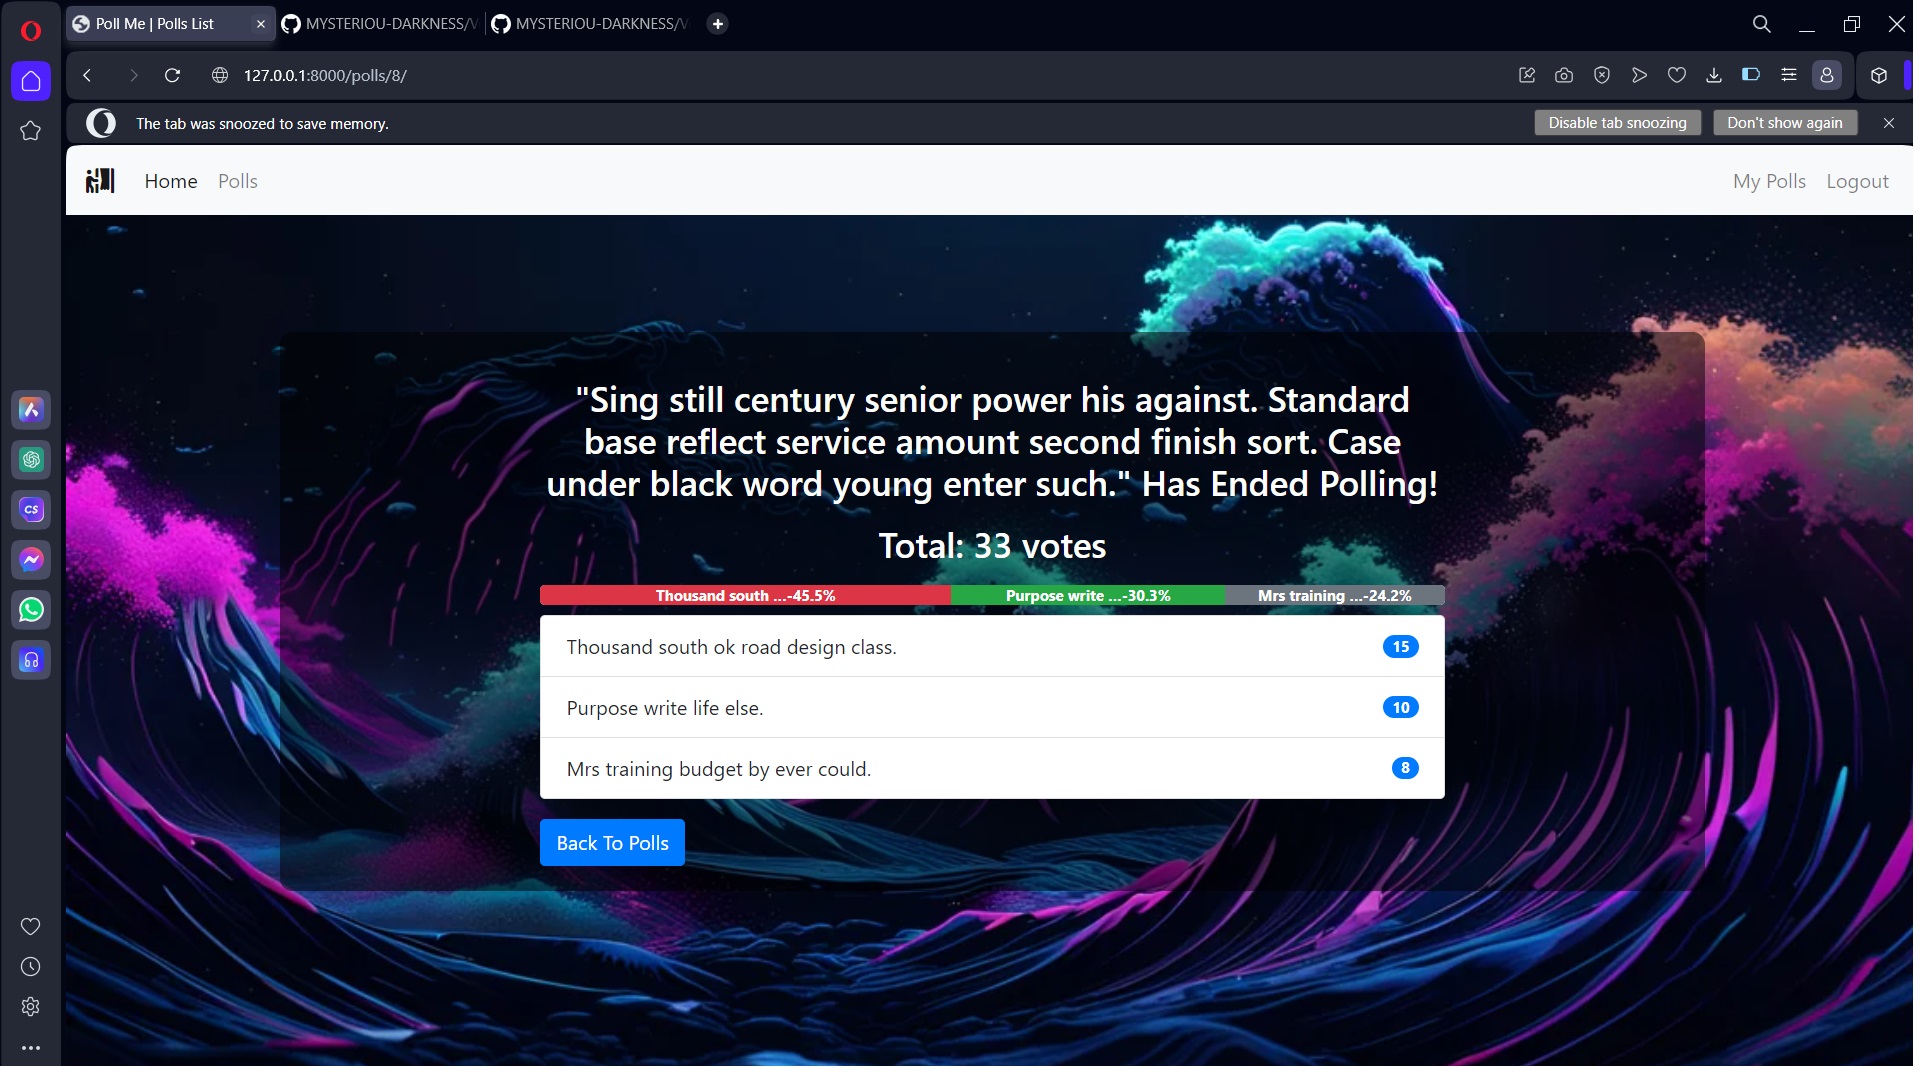 Poll Me | Polls List
MYSTERIOU-DARKNESS/
MYSTERIOU-DARKNESS/
127.0.0.1:8000/polls/8/
The tab was snoozed to save memory.
Disable tab snoozing
Don't show again
Home
Polls
My Polls
Logout
"Sing still century senior power his against. Standard
base reflect service amount second finish sort. Case
under black word young enter such." Has Ended Polling!
Total: 33 votes
Thousand south ...-45.5%
Purpose write ...-30.3%
Mrs training ...-24.2%
Thousand south ok road design class.
15
Purpose write life else.
10
Mrs training budget by ever could.
8
Back To Polls
CS